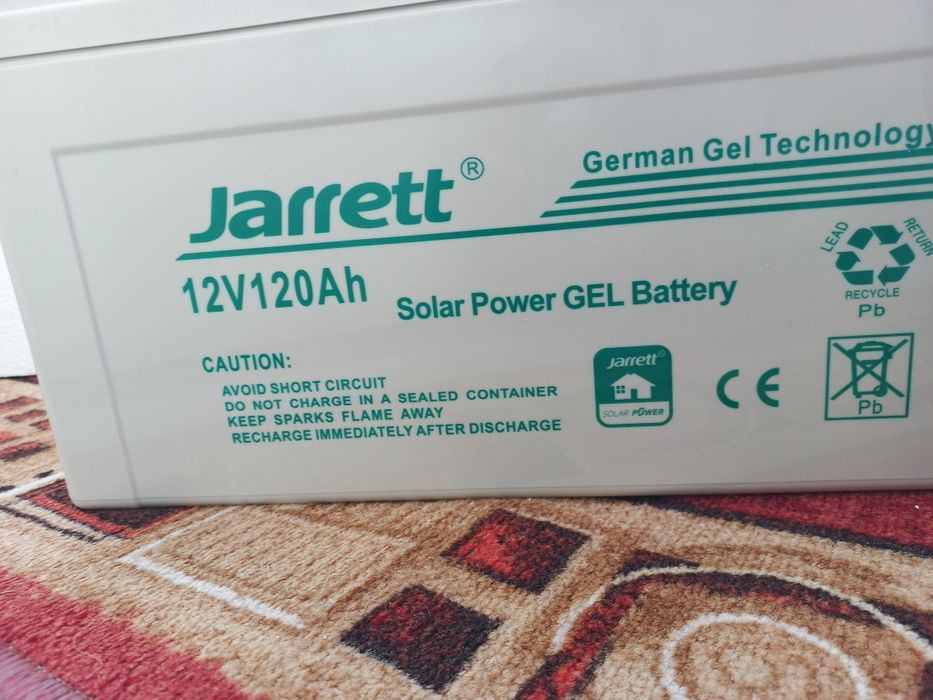 Jarrett®
German Gel Technology
12V120Ah
Solar Power GEL Battery
LEAD RETURN
RECYCLE
Pb
CAUTION:
AVOID SHORT CIRCUIT
DO NOT CHARGE IN A SEALED CONTAINER
KEEP SPARKS FLAME AWAY
RECHARGE IMMEDIATELY AFTER DISCHARGE
Jarrett®
SOLAR POWER
CE
Pb